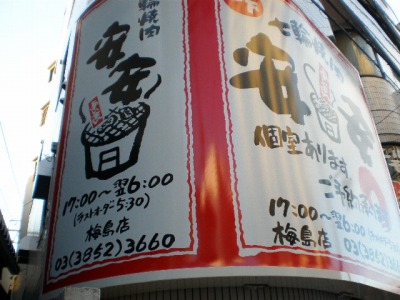 七輪焼肉
安
安
17:00〜翌6:00
(ラストオーダー5:30)
梅島店
03(3852)3660
七輪焼肉
安
安
個室あります
17:00〜翌6:00
梅島店
03(3852)366